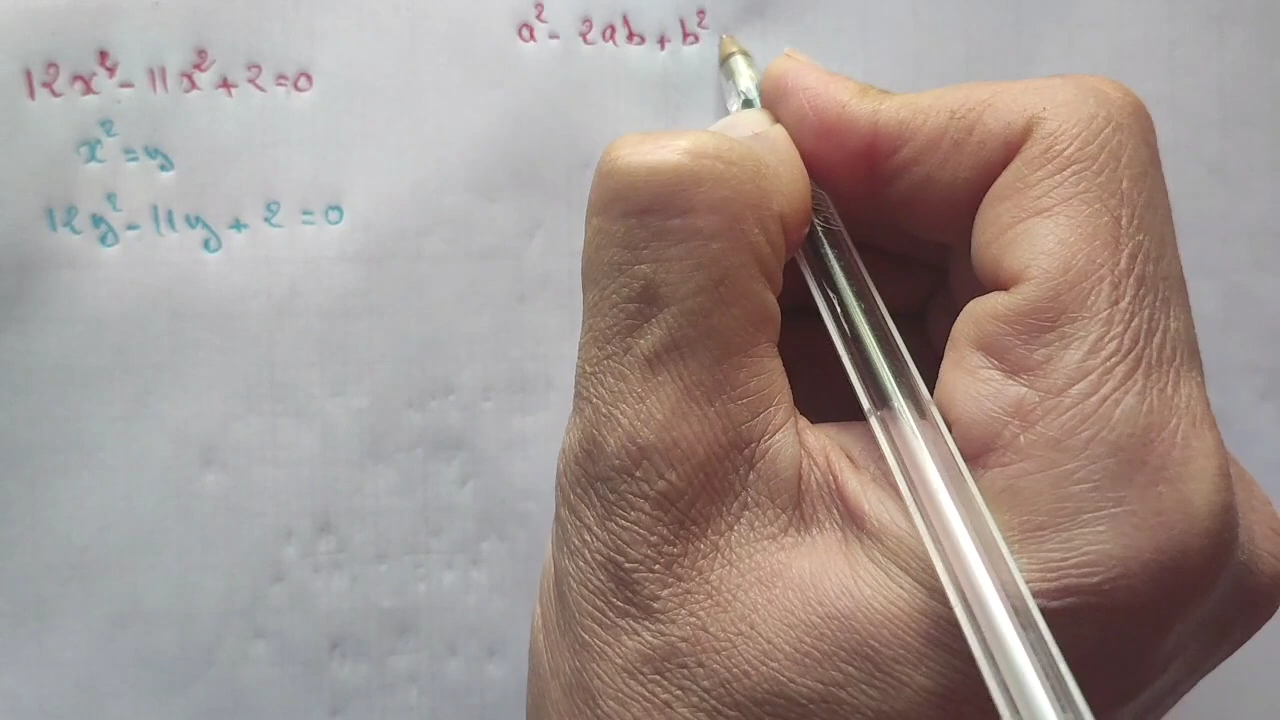 12x⁴ - 11x² + 2 = 0
x² = y
12y² - 11y + 2 = 0
a² - 2ab + b²